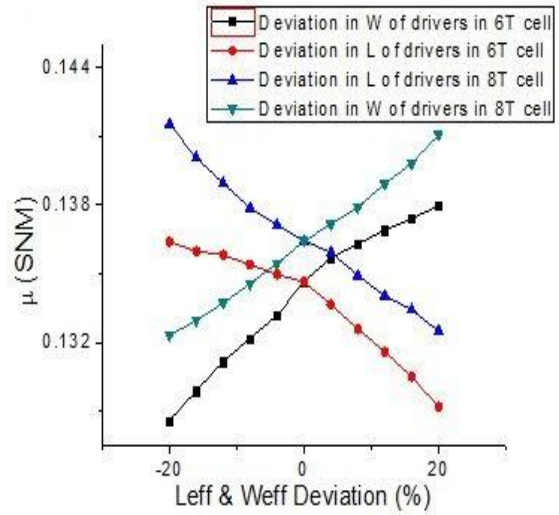 Deviation in W of drivers in 6T cell
Deviation in L of drivers in 6T cell
Deviation in L of drivers in 8T cell
Deviation in W of drivers in 8T cell
0.144
0.138
0.132
μ (SNM)
-20 0 20
Leff & Weff Deviation (%)